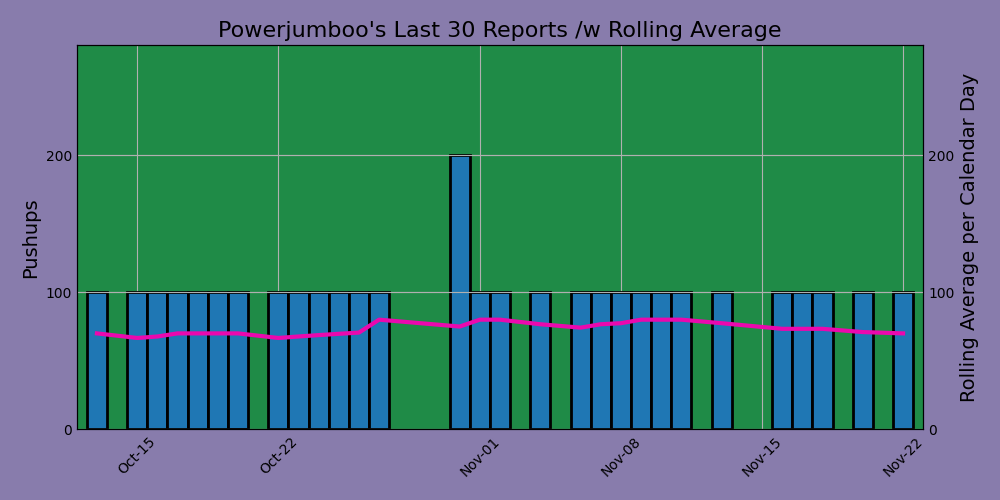 Powerjumboo's Last 30 Reports /w Rolling Average
Pushups
200
100
0
200
100
0
Rolling Average per Calendar Day
Oct-15
Oct-22
Nov-01
Nov-08
Nov-15
Nov-22